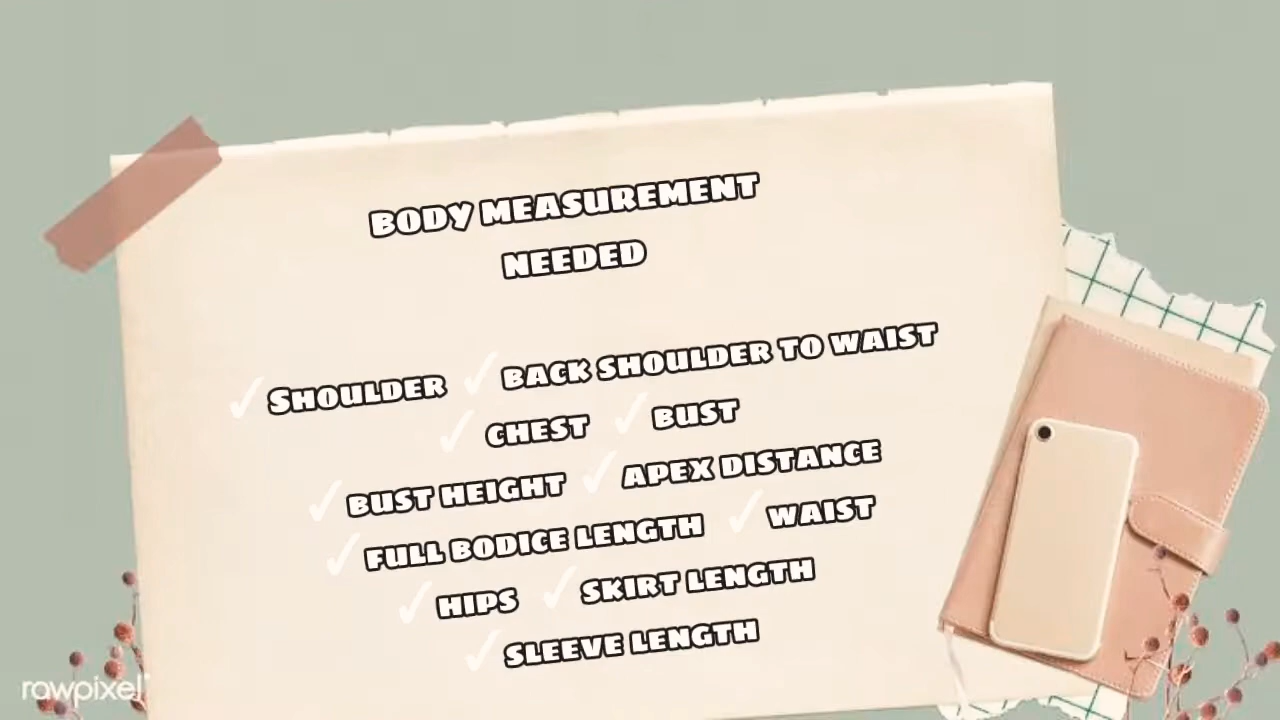 BODY MEASUREMENT
NEEDED
✓ SHOULDER ✓ BACK SHOULDER TO WAIST
✓ CHEST ✓ BUST
✓ BUST HEIGHT ✓ APEX DISTANCE
✓ FULL BODICE LENGTH ✓ WAIST
✓ HIPS ✓ SKIRT LENGTH
✓ SLEEVE LENGTH
rawpixel